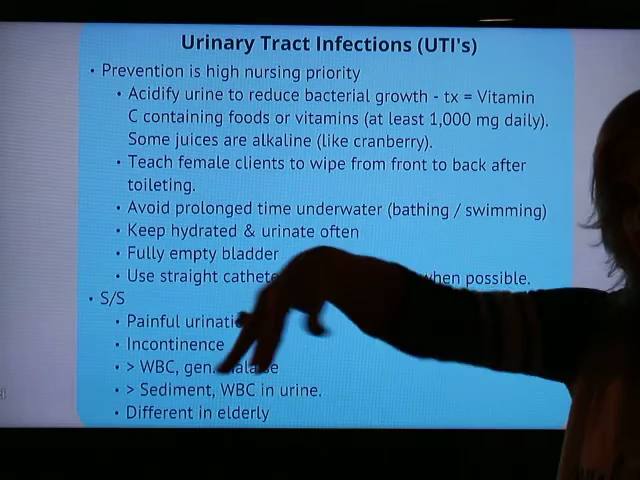 Urinary Tract Infections (UTI's)
• Prevention is high nursing priority
• Acidify urine to reduce bacterial growth - tx = Vitamin
C containing foods or vitamins (at least 1,000 mg daily).
Some juices are alkaline (like cranberry).
• Teach female clients to wipe from front to back after
toileting.
• Avoid prolonged time underwater (bathing / swimming)
• Keep hydrated & urinate often
• Fully empty bladder
• Use straight cathete when possible.
• S/S
• Painful urinati
• Incontinence
• > WBC, gen.
• > Sediment, WBC in urine.
• Different in elderly